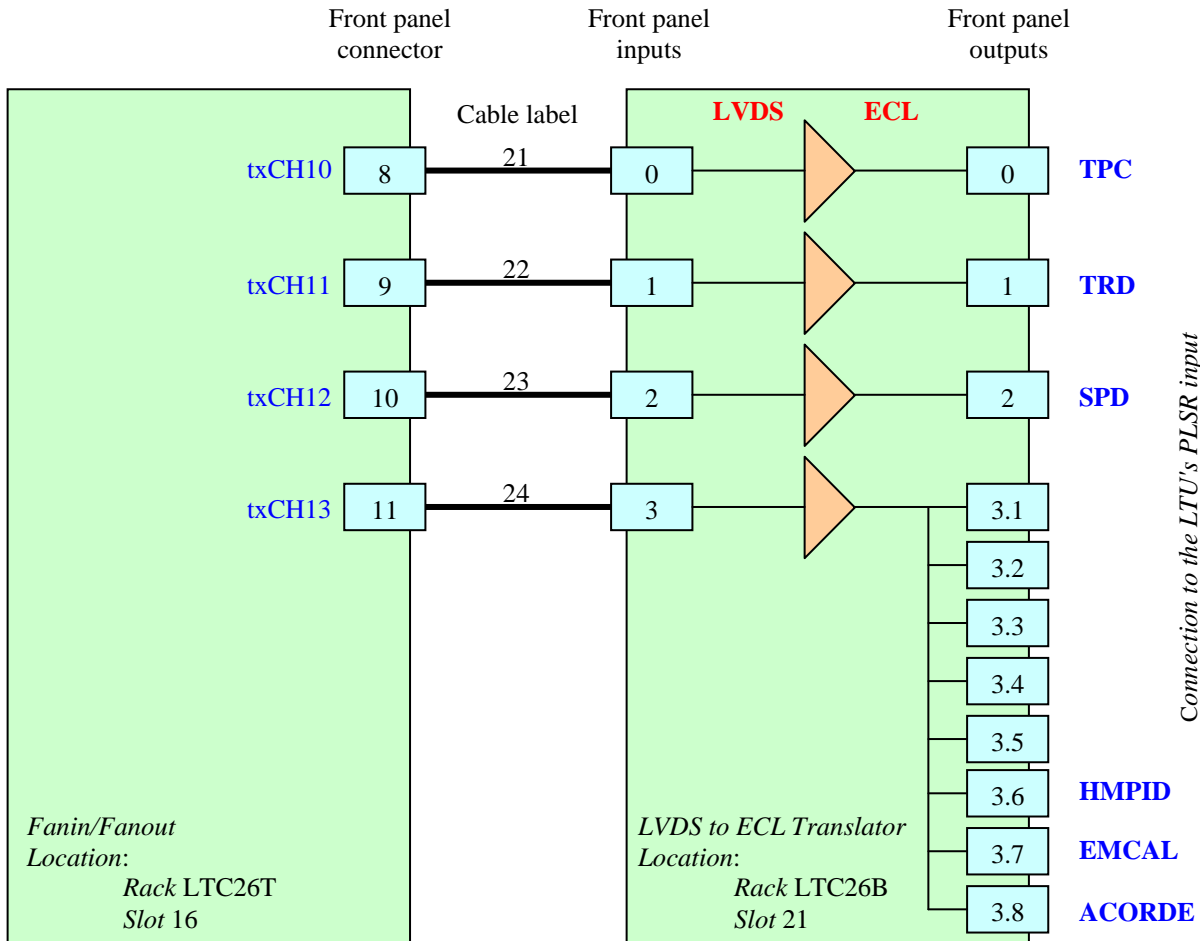 Front panel
connector
Front panel
inputs
Front panel
outputs
Cable label
LVDS
ECL
txCH10
8
21
0
0
TPC
txCH11
9
22
1
1
TRD
txCH12
10
23
2
2
SPD
txCH13
11
24
3
3.1
3.2
3.3
3.4
3.5
3.6
HMPID
3.7
EMCAL
3.8
ACORDE
Connection to the LTU's PLSR input
Fanin/Fanout
Location:
Rack LTC26T
Slot 16
LVDS to ECL Translator
Location:
Rack LTC26B
Slot 21